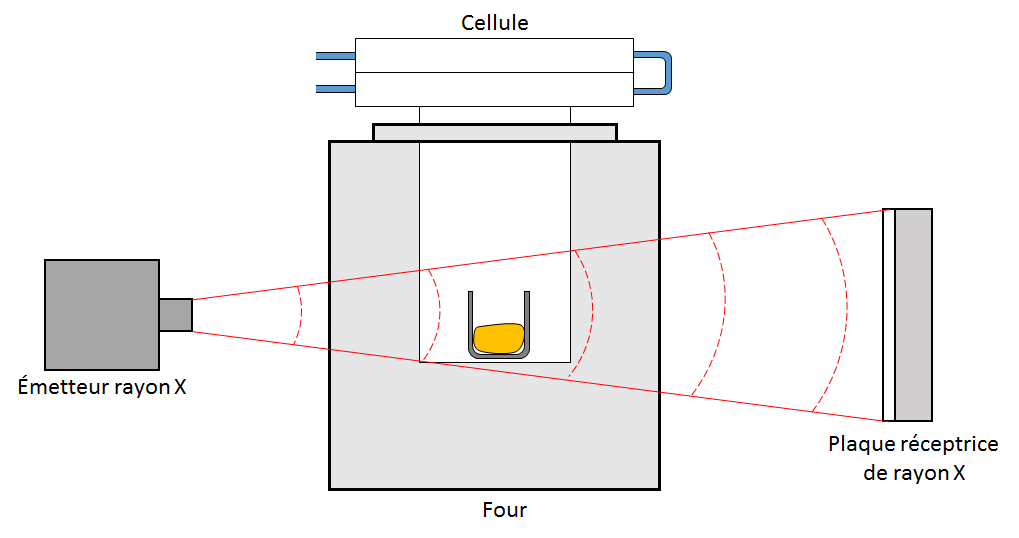 Cellule
Émetteur rayon X
Plaque réceptrice
de rayon X
Four